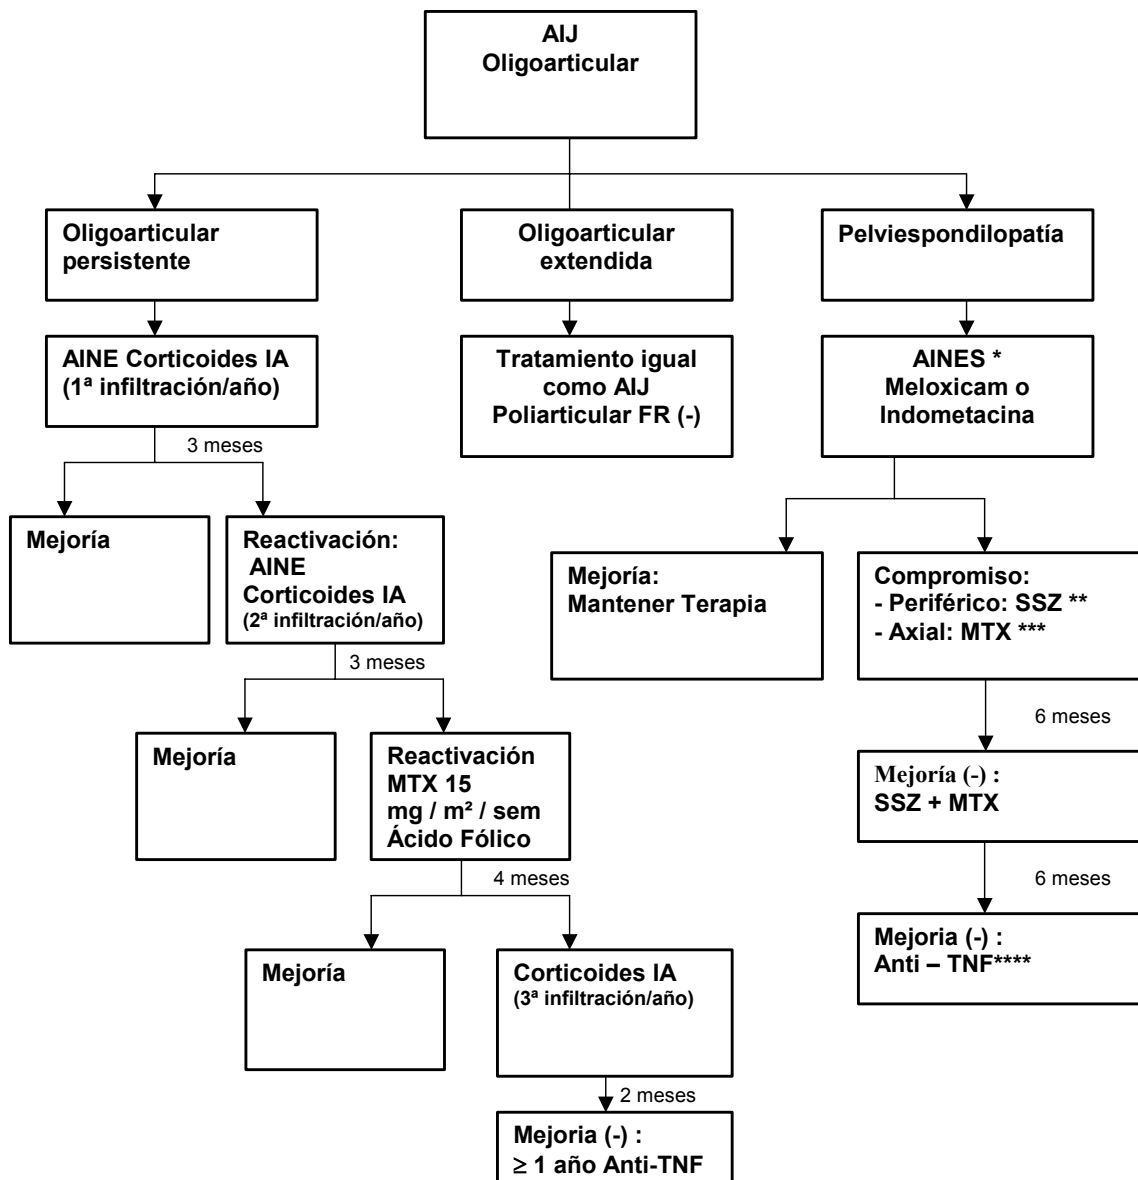 AIJ
Oligoarticular
Oligoarticular
persistente
Oligoarticular
extendida
Pelviespondilopatía
AINE Corticoides IA
(1ª infiltración/año)
Tratamiento igual
como AIJ
Poliarticular FR (-)
AINES *
Meloxicam o
Indometacina
3 meses
Mejoría
Reactivación:
AINE
Corticoides IA
(2ª infiltración/año)
Mejoría:
Mantener Terapia
Compromiso:
- Periférico: SSZ **
- Axial: MTX ***
3 meses
6 meses
Mejoría
Reactivación
MTX 15
mg / m² / sem
Ácido Fólico
Mejoría (-) :
SSZ + MTX
4 meses
6 meses
Mejoría
Corticoides IA
(3ª infiltración/año)
Mejoria (-) :
Anti – TNF****
2 meses
Mejoria (-) :
≥ 1 año Anti-TNF